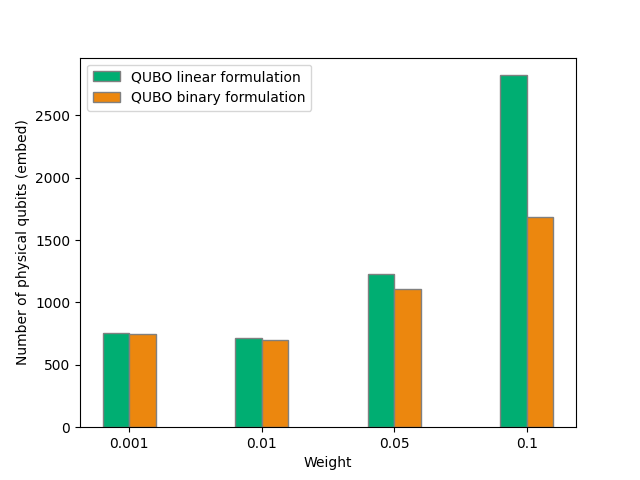 QUBO linear formulation
QUBO binary formulation
Number of physical qubits (embed)
2500
2000
1500
1000
500
0
0.001 0.01 0.05 0.1
Weight